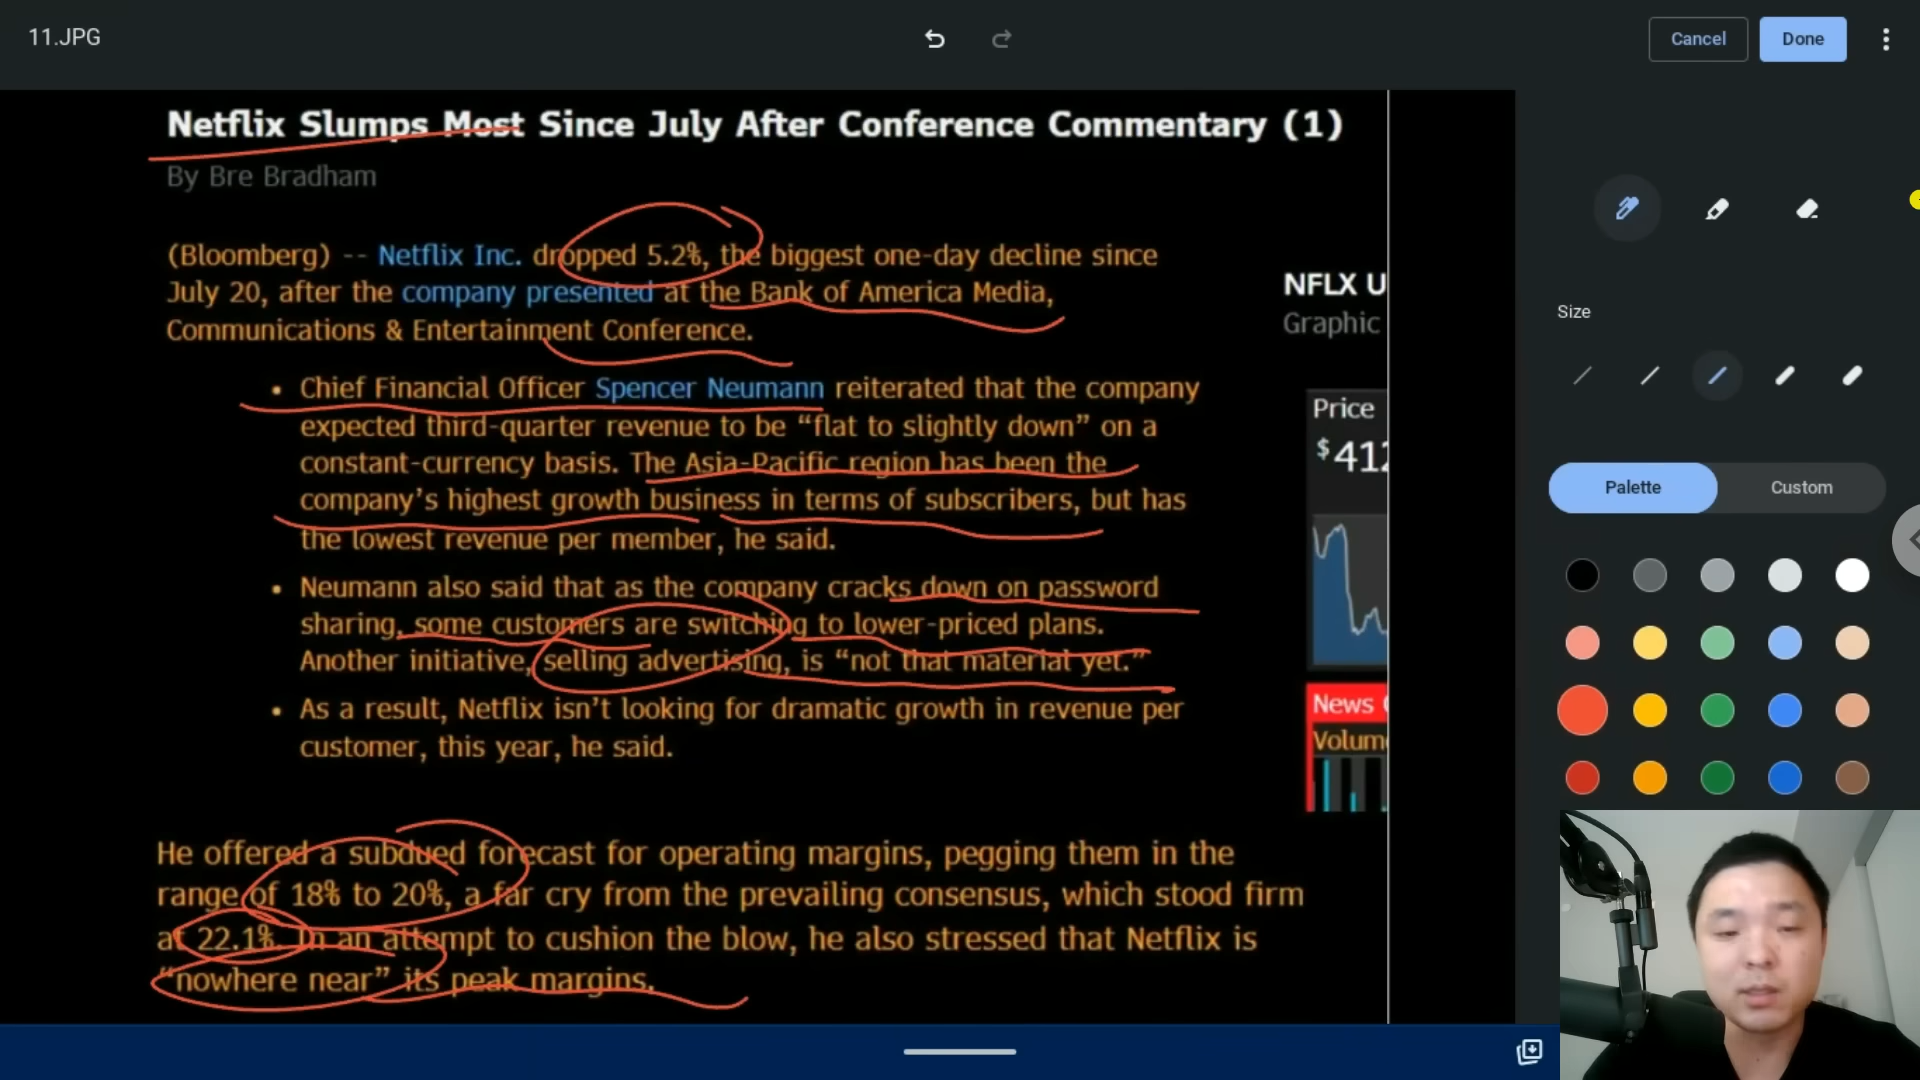 11.JPG
Cancel
Done
Netflix Slumps Most Since July After Conference Commentary (1)
By Bre Bradham
(Bloomberg) -- Netflix Inc. dropped 5.2%, the biggest one-day decline since
July 20, after the company presented at the Bank of America Media,
Communications & Entertainment Conference.
• Chief Financial Officer Spencer Neumann reiterated that the company
expected third-quarter revenue to be “flat to slightly down” on a
constant-currency basis. The Asia-Pacific region has been the
company’s highest growth business in terms of subscribers, but has
the lowest revenue per member, he said.
• Neumann also said that as the company cracks down on password
sharing, some customers are switching to lower-priced plans.
Another initiative, selling advertising, is “not that material yet.”
• As a result, Netflix isn’t looking for dramatic growth in revenue per
customer, this year, he said.
He offered a subdued forecast for operating margins, pegging them in the
range of 18% to 20%, a far cry from the prevailing consensus, which stood firm
at 22.1%. In an attempt to cushion the blow, he also stressed that Netflix is
“nowhere near” its peak margins.
NFLX U
Graphic
Price
$412
News
Volume
Size
Palette
Custom